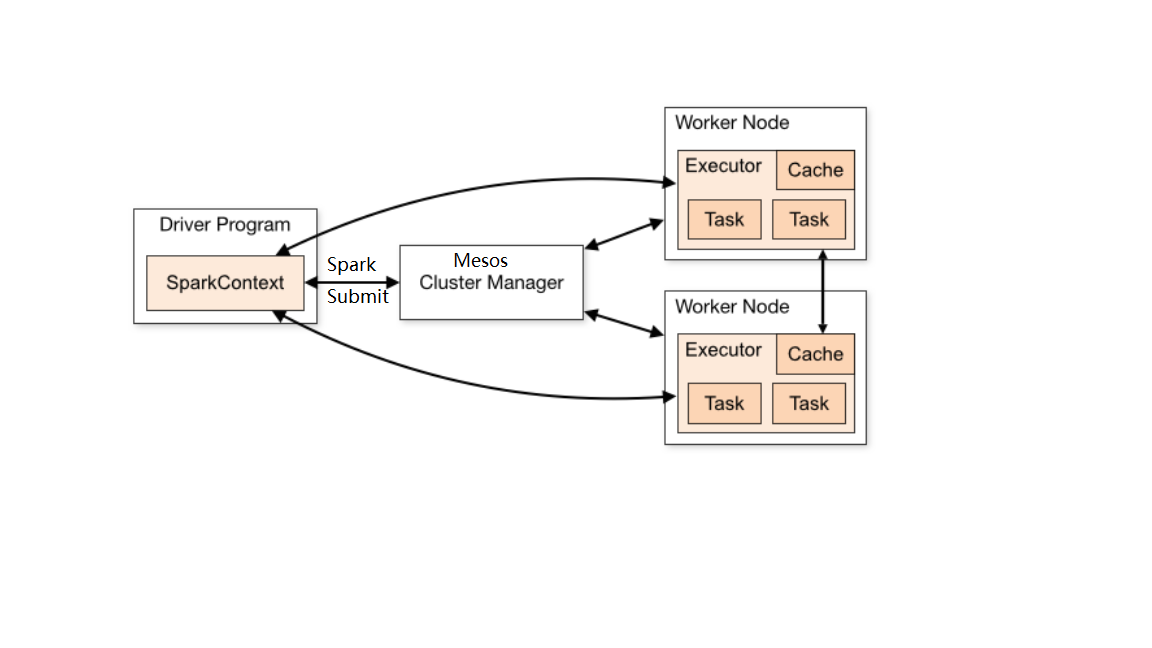 Driver Program
SparkContext
Spark
Submit
Mesos
Cluster Manager
Worker Node
Executor
Cache
Task
Task
Worker Node
Executor
Cache
Task
Task